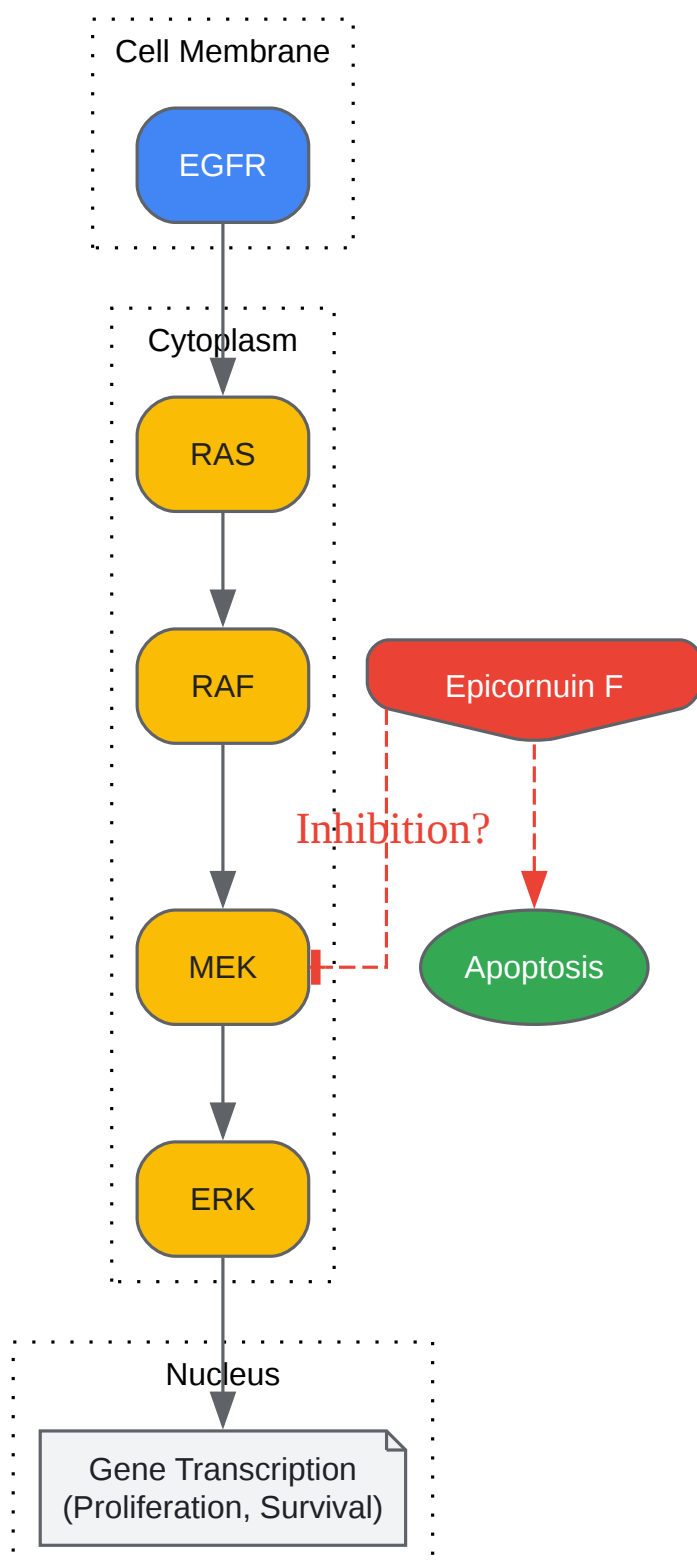 Cell Membrane
EGFR
Cytoplasm
RAS
RAF
Epicornuin F
Inhibition?
MEK
Apoptosis
ERK
Nucleus
Gene Transcription
(Proliferation, Survival)